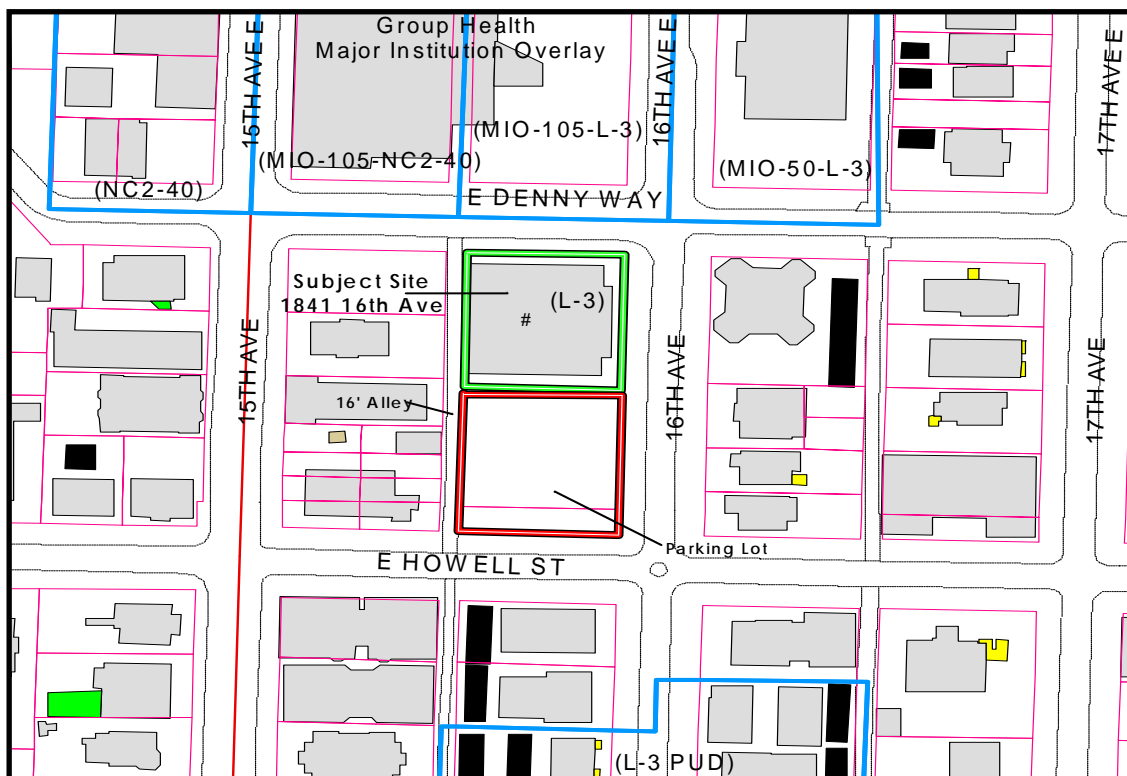 Group Health
Major Institution Overlay
15TH AVE E
16TH AVE E
17TH AVE E
(MIO-105-L-3)
(MIO-105-NC2-40)
(MIO-50-L-3)
(NC2-40)
E DENNY WAY
Subject Site
1841 16th Ave
(L-3)
#
15TH AVE
16TH AVE
17TH AVE
16' Alley
Parking Lot
E HOWELL ST
(L-3 PUD)